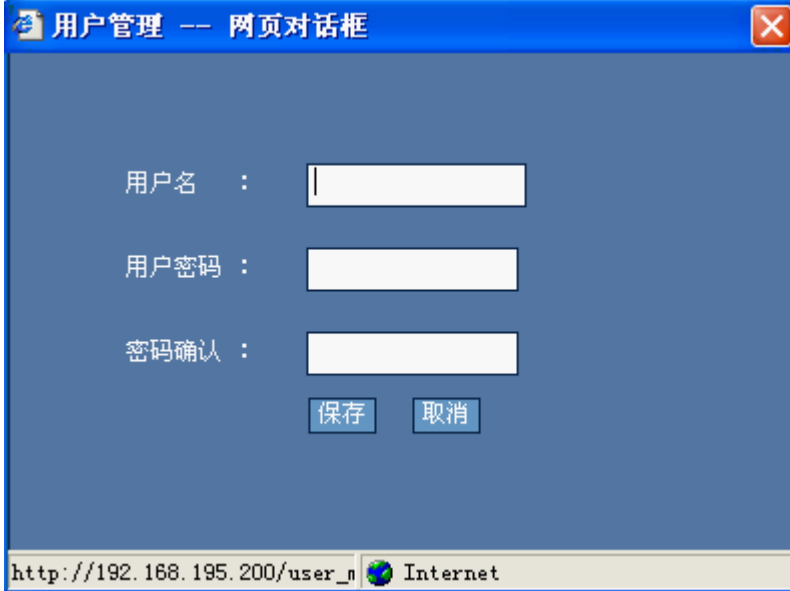 用户管理 -- 网页对话框
用户名 :
用户密码 :
密码确认 :
保存 取消
http://192.168.195.200/user_m Internet